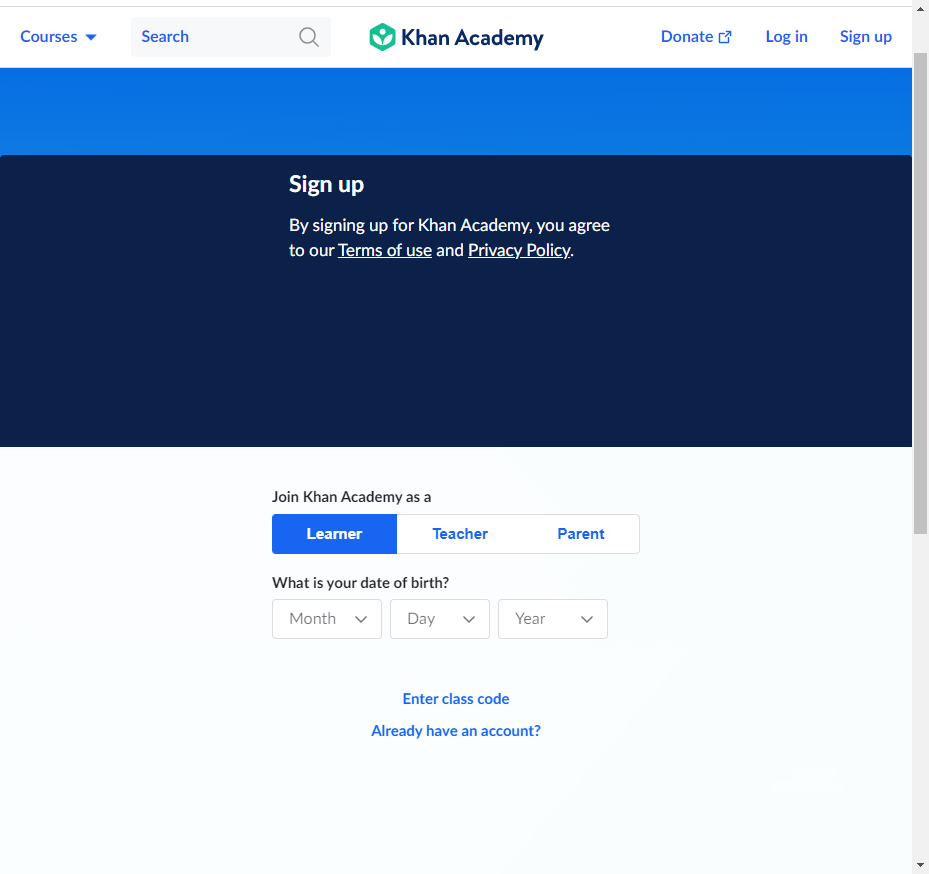 Courses
Search
Khan Academy
Donate
Log in
Sign up
Sign up
By signing up for Khan Academy, you agree
to our Terms of use and Privacy Policy.
Join Khan Academy as a
Learner
Teacher
Parent
What is your date of birth?
Month
Day
Year
Enter class code
Already have an account?